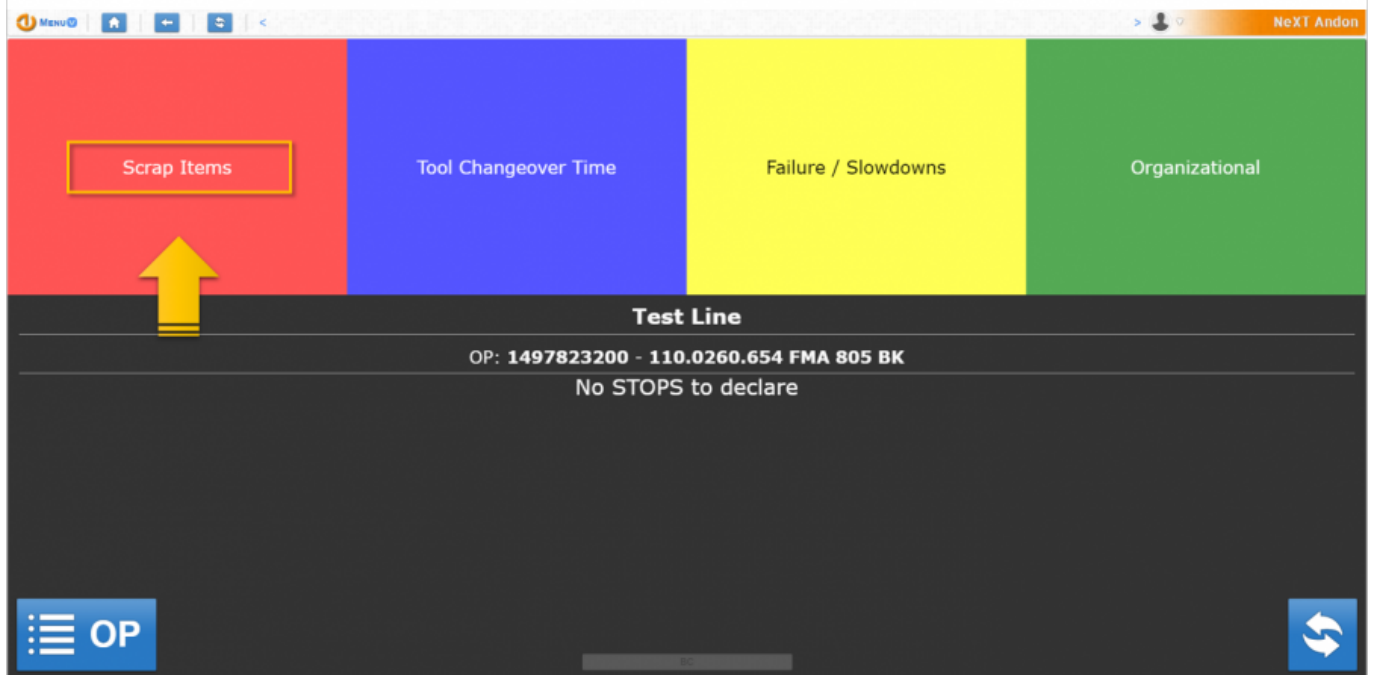 MENU
<
>
NeXT Andon
Scrap Items
Tool Changeover Time
Failure / Slowdowns
Organizational
Test Line
OP: 1497823200 - 110.0260.654 FMA 805 BK
No STOPS to declare
OP